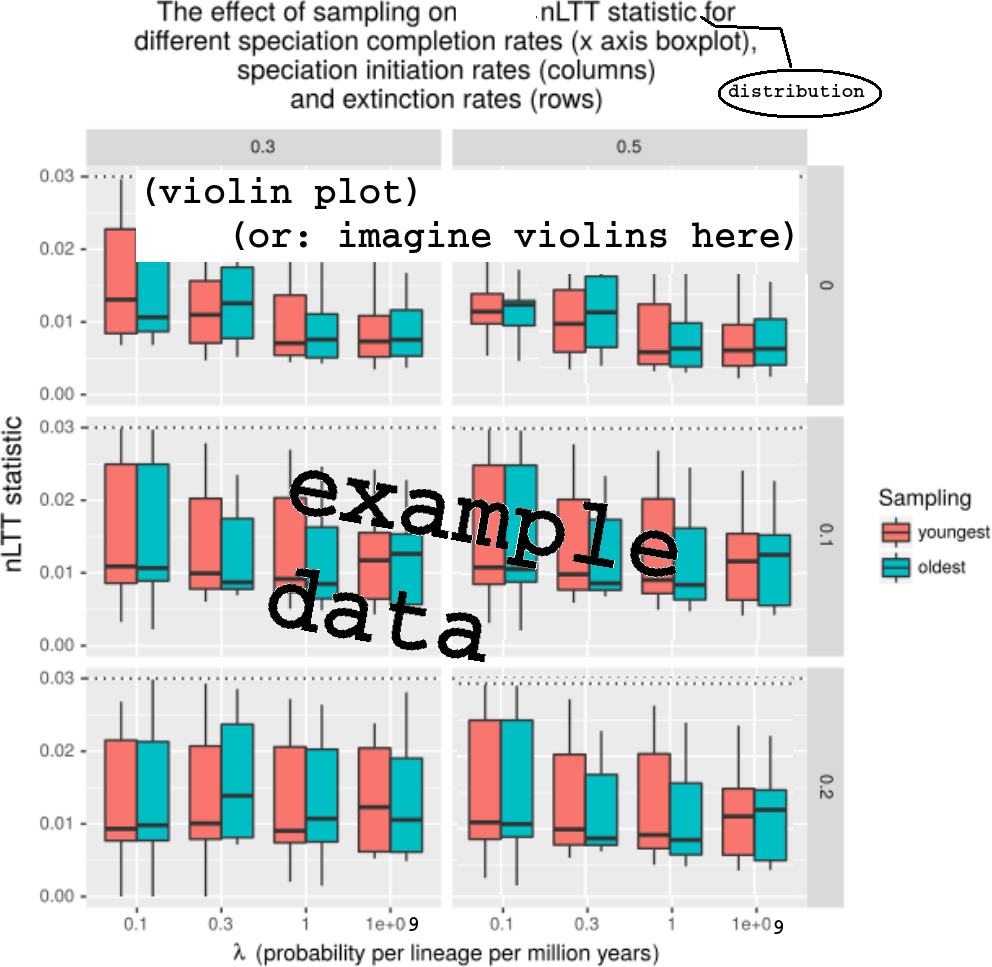 The effect of sampling on nLTT statistic for
distribution
different speciation completion rates (x axis boxplot),
speciation initiation rates (columns)
and extinction rates (rows)
0.3
0.5
(violin plot)
(or: imagine violins here)
0.03
0.02
0.01
0.00
0
nLTT statistic
0.03
0.02
0.01
0.00
0.1
example
data
0.03
0.02
0.01
0.00
0.2
Sampling
youngest
oldest
0.1 0.3 1 1e+09 0.1 0.3 1 1e+09
λ (probability per lineage per million years)